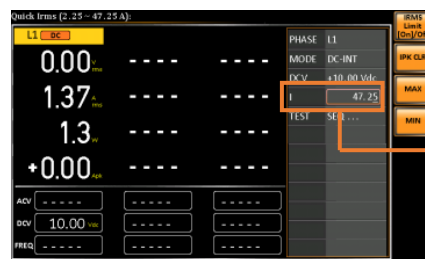 Quick Irms (2.25 ~ 47.25 A):
IRMS
Limit
[On]/Of
L1 DC
PHASE L1
0.00 V rms
---- ----
MODE DC-INT
IPK CLR
DCV +10.00 Vdc
1.37 A rms
---- ----
I 47.25
MAX
TEST SEQ...
1.3 W
---- ----
MIN
+0.00 Apk
---- ----
ACV ----- ----- -----
DCV 10.00 Vdc ----- -----
FREQ ----- ----- -----